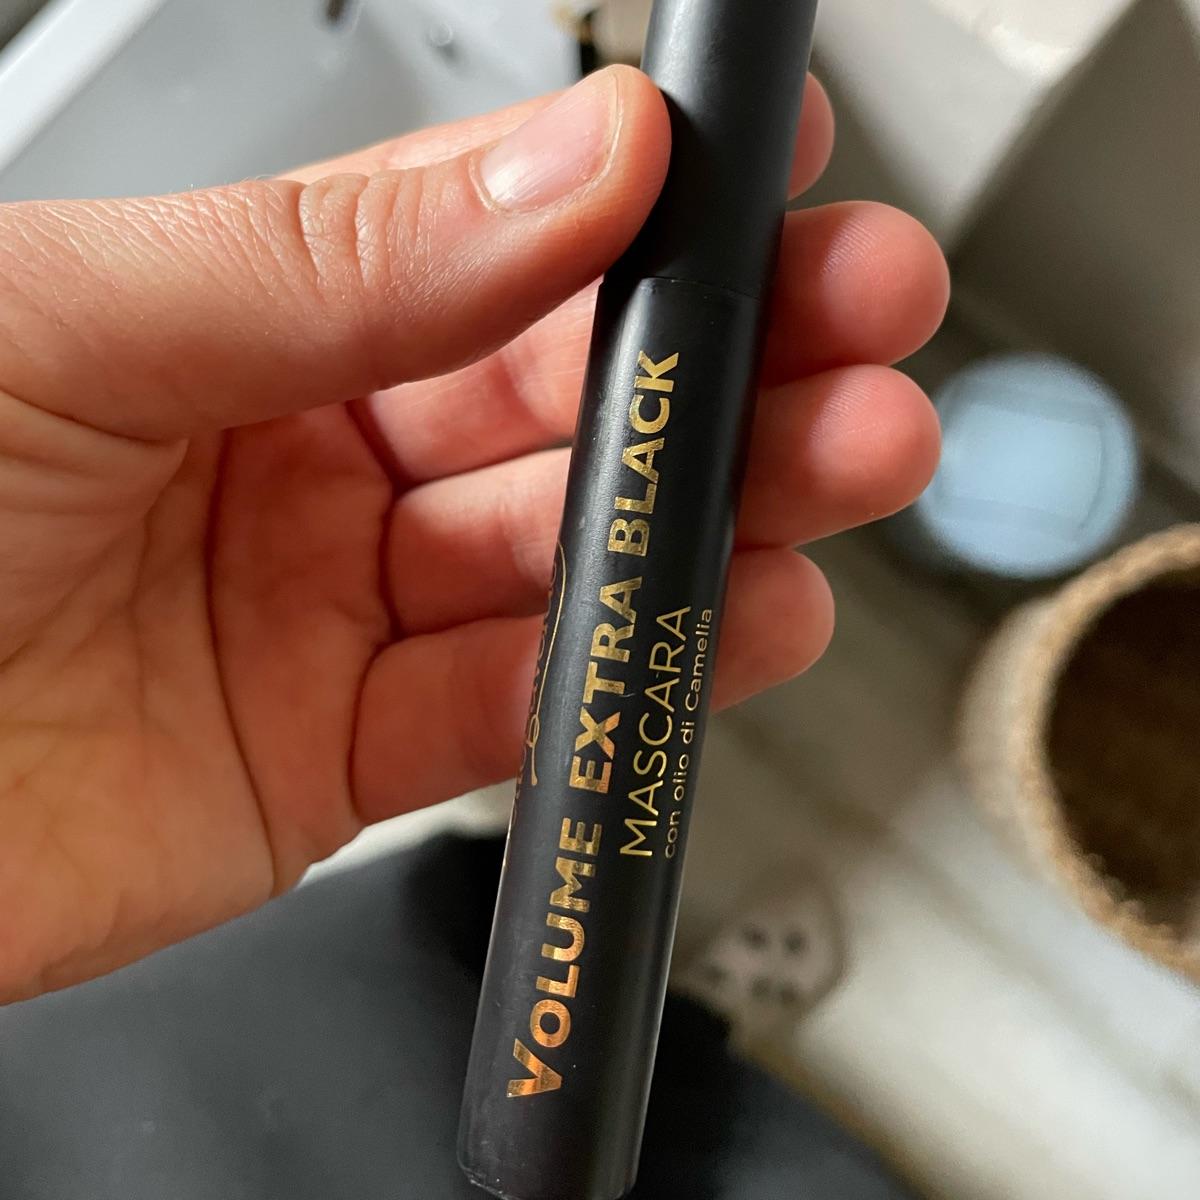 VOLUME EXTRA BLACK
MASCARA
con olio di Camelia